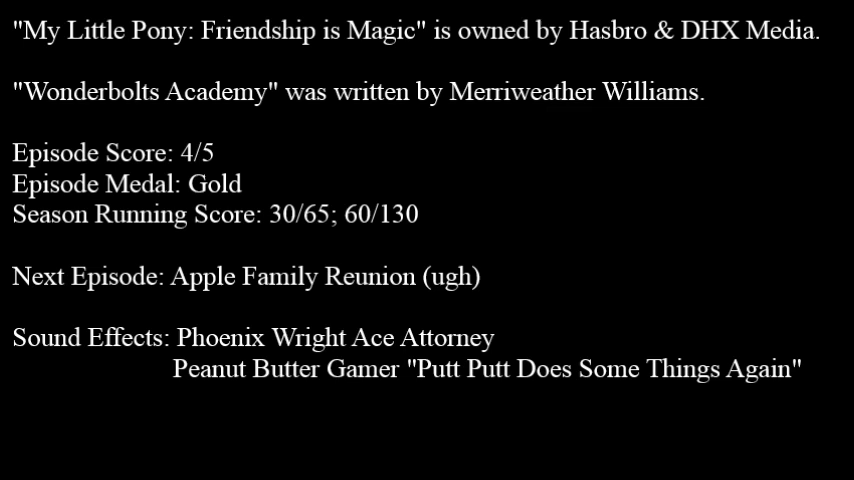 "My Little Pony: Friendship is Magic" is owned by Hasbro & DHX Media.
"Wonderbolts Academy" was written by Merriweather Williams.
Episode Score: 4/5
Episode Medal: Gold
Season Running Score: 30/65; 60/130
Next Episode: Apple Family Reunion (ugh)
Sound Effects: Phoenix Wright Ace Attorney
Peanut Butter Gamer "Putt Putt Does Some Things Again"